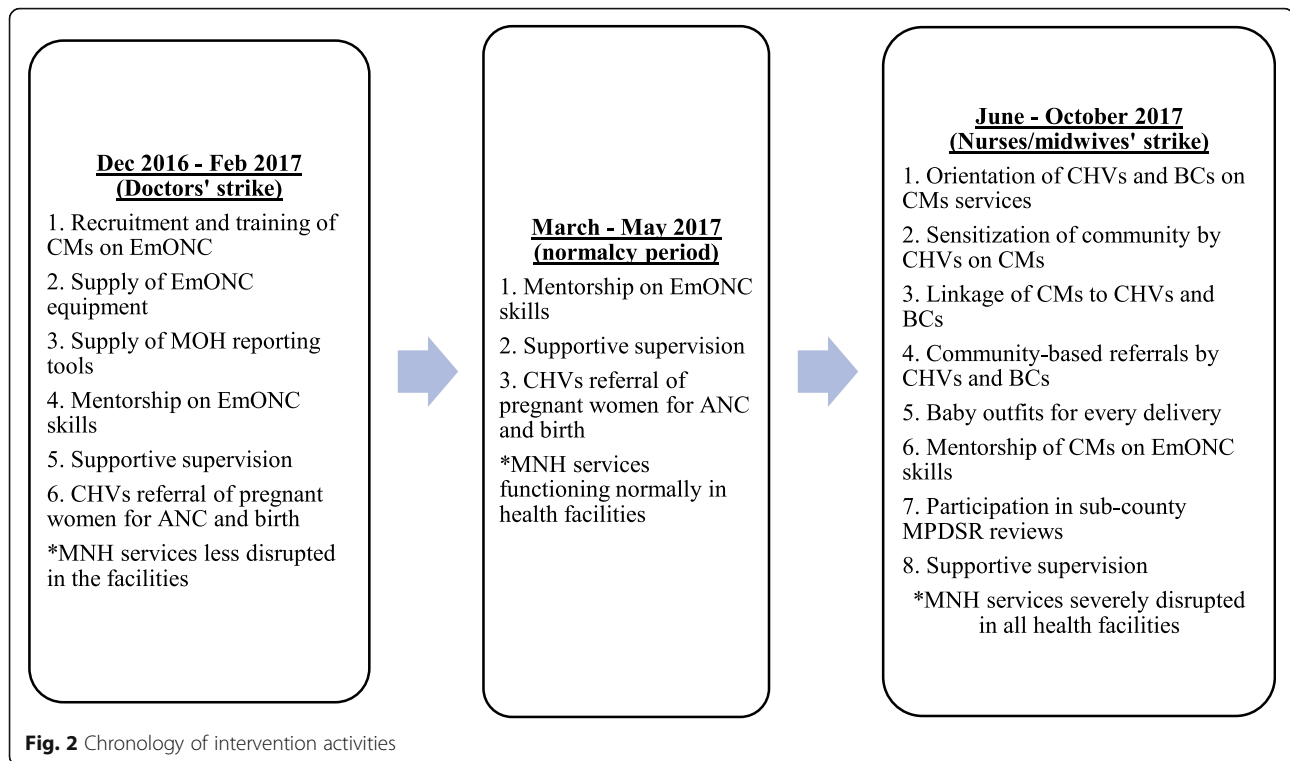 Dec 2016 - Feb 2017
(Doctors' strike)
1. Recruitment and training of
CMs on EmONC
2. Supply of EmONC
equipment
3. Supply of MOH reporting
tools
4. Mentorship on EmONC
skills
5. Supportive supervision
6. CHVs referral of pregnant
women for ANC and birth
*MNH services less disrupted
in the facilities
March - May 2017
(normalcy period)
1. Mentorship on EmONC
skills
2. Supportive supervision
3. CHVs referral of
pregnant women for ANC
and birth
*MNH services
functioning normally in
health facilities
June - October 2017
(Nurses/midwives' strike)
1. Orientation of CHVs and BCs on
CMs services
2. Sensitization of community by
CHVs on CMs
3. Linkage of CMs to CHVs and
BCs
4. Community-based referrals by
CHVs and BCs
5. Baby outfits for every delivery
6. Mentorship of CMs on EmONC
skills
7. Participation in sub-county
MPDSR reviews
8. Supportive supervision
*MNH services severely disrupted
in all health facilities
Fig. 2 Chronology of intervention activities